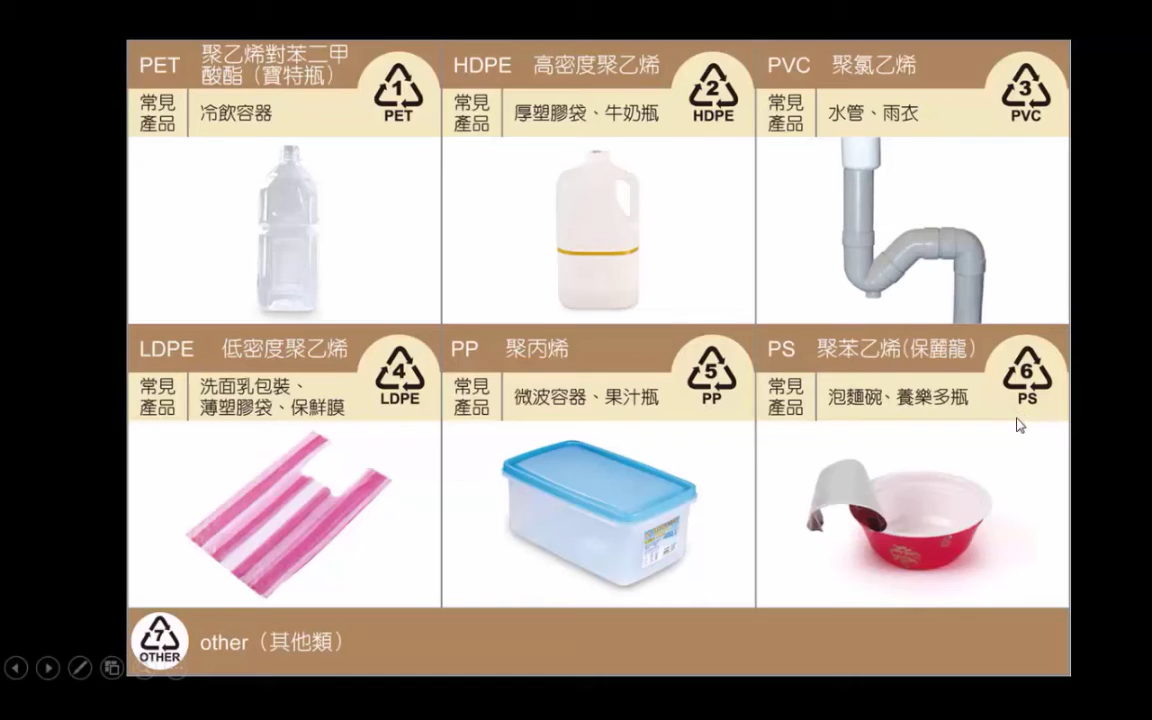 PET
聚乙烯對苯二甲
酸酯（寶特瓶）
1
PET
常見
產品
冷飲容器
HDPE 高密度聚乙烯
2
HDPE
常見
產品
厚塑膠袋、牛奶瓶
PVC 聚氯乙烯
3
PVC
常見
產品
水管、雨衣
LDPE 低密度聚乙烯
4
LDPE
常見
產品
洗面乳包裝、
薄塑膠袋、保鮮膜
PP 聚丙烯
5
PP
常見
產品
微波容器、果汁瓶
PS 聚苯乙烯(保麗龍)
6
PS
常見
產品
泡麵碗、養樂多瓶
7
OTHER
other（其他類）